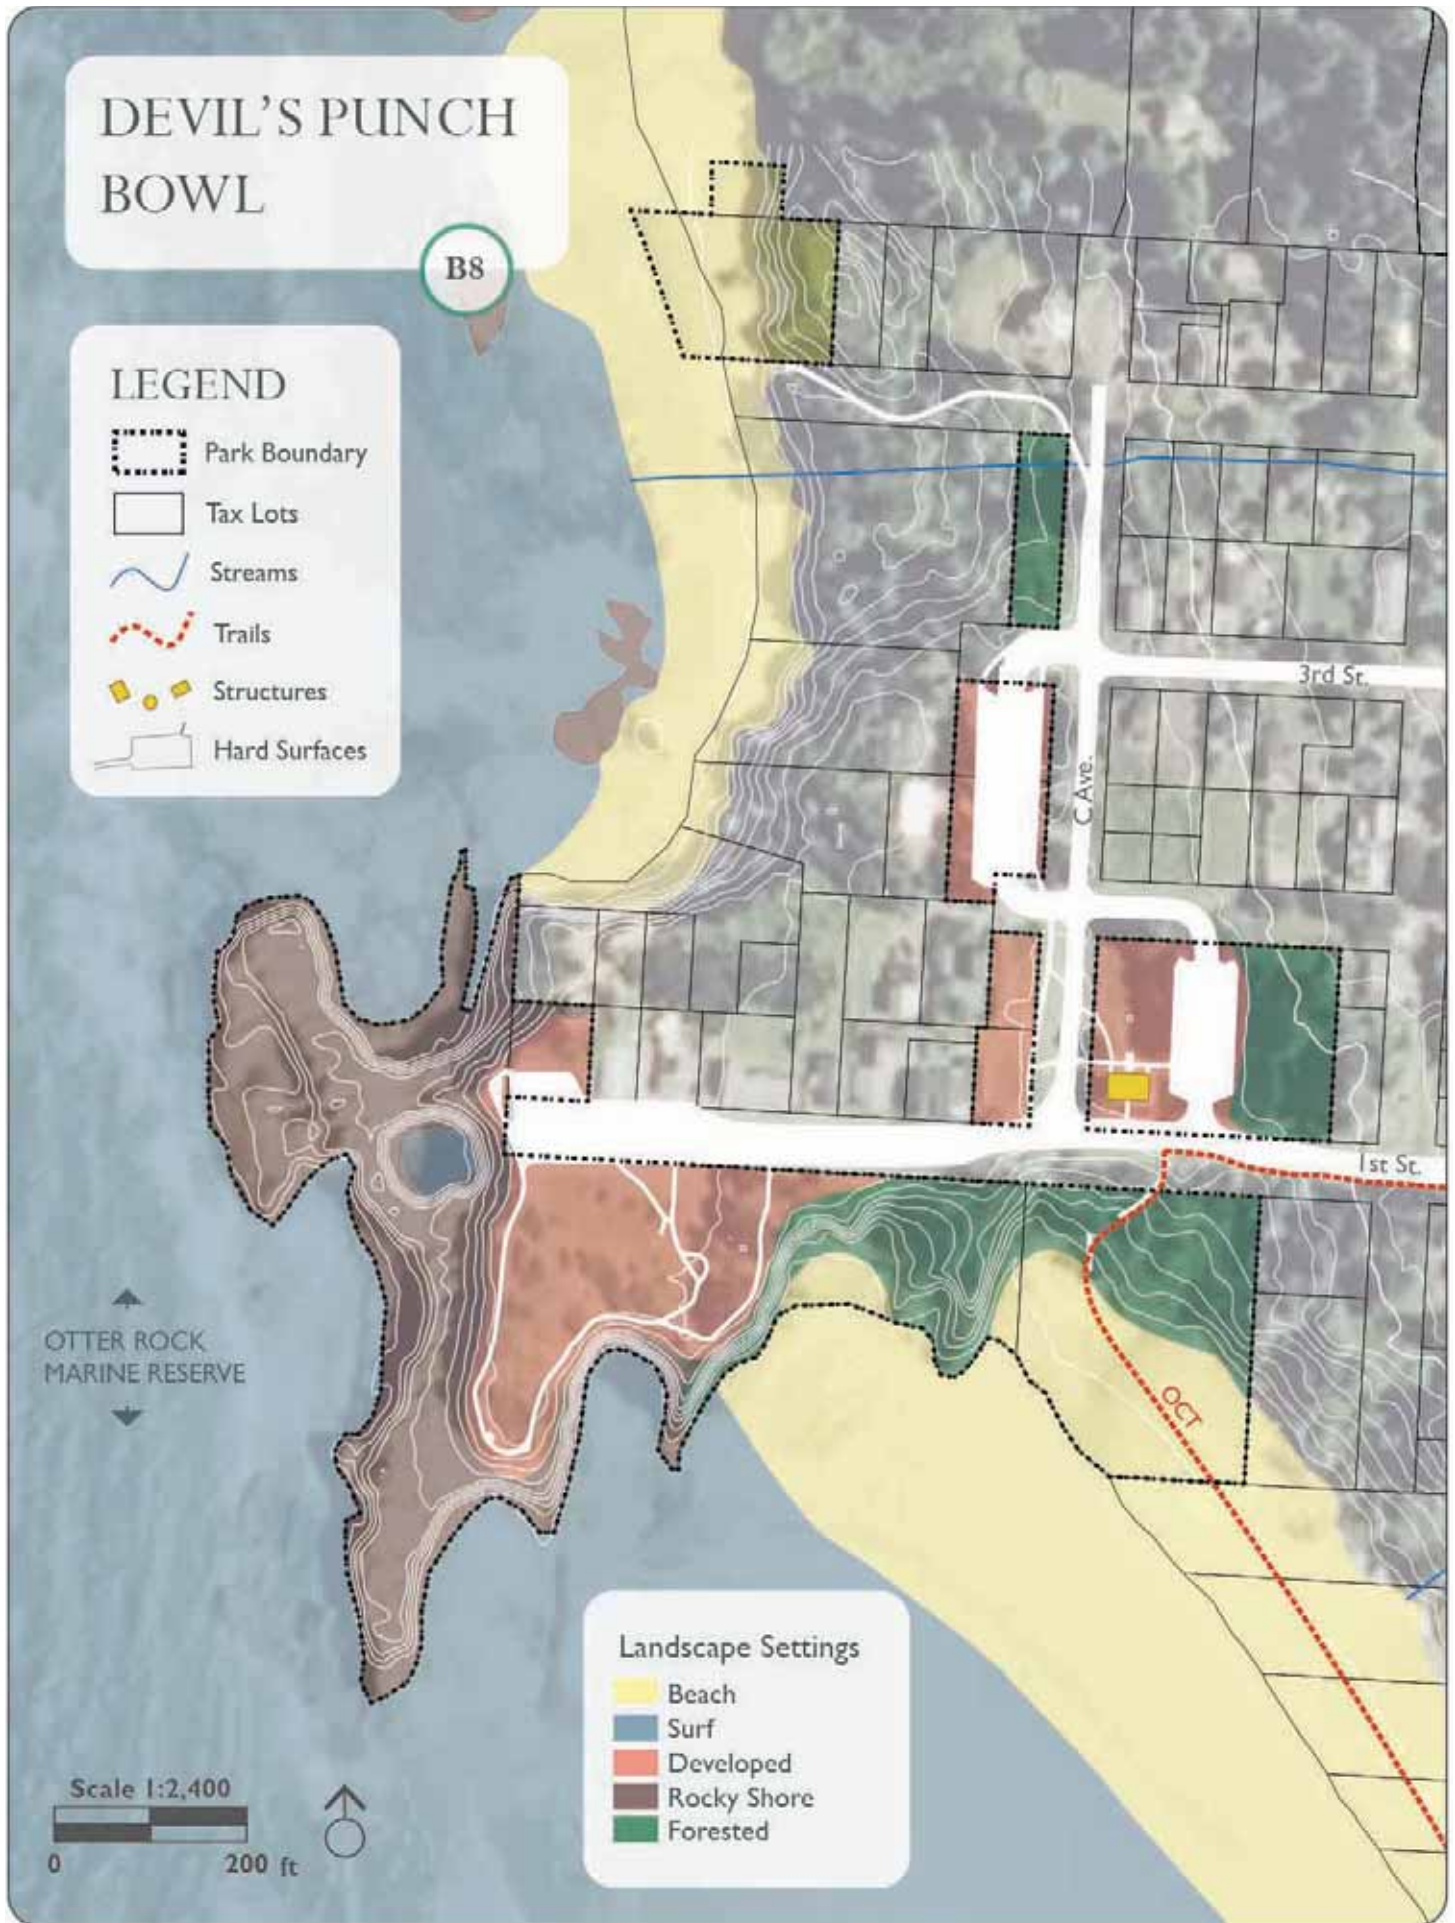 DEVIL'S PUNCH
BOWL
B8
LEGEND
Park Boundary
Tax Lots
Streams
Trails
Structures
Hard Surfaces
3rd St.
C Ave.
1st St.
OTTER ROCK
MARINE RESERVE
OCT
Landscape Settings
Beach
Surf
Developed
Rocky Shore
Forested
Scale 1:2,400
0 200 ft